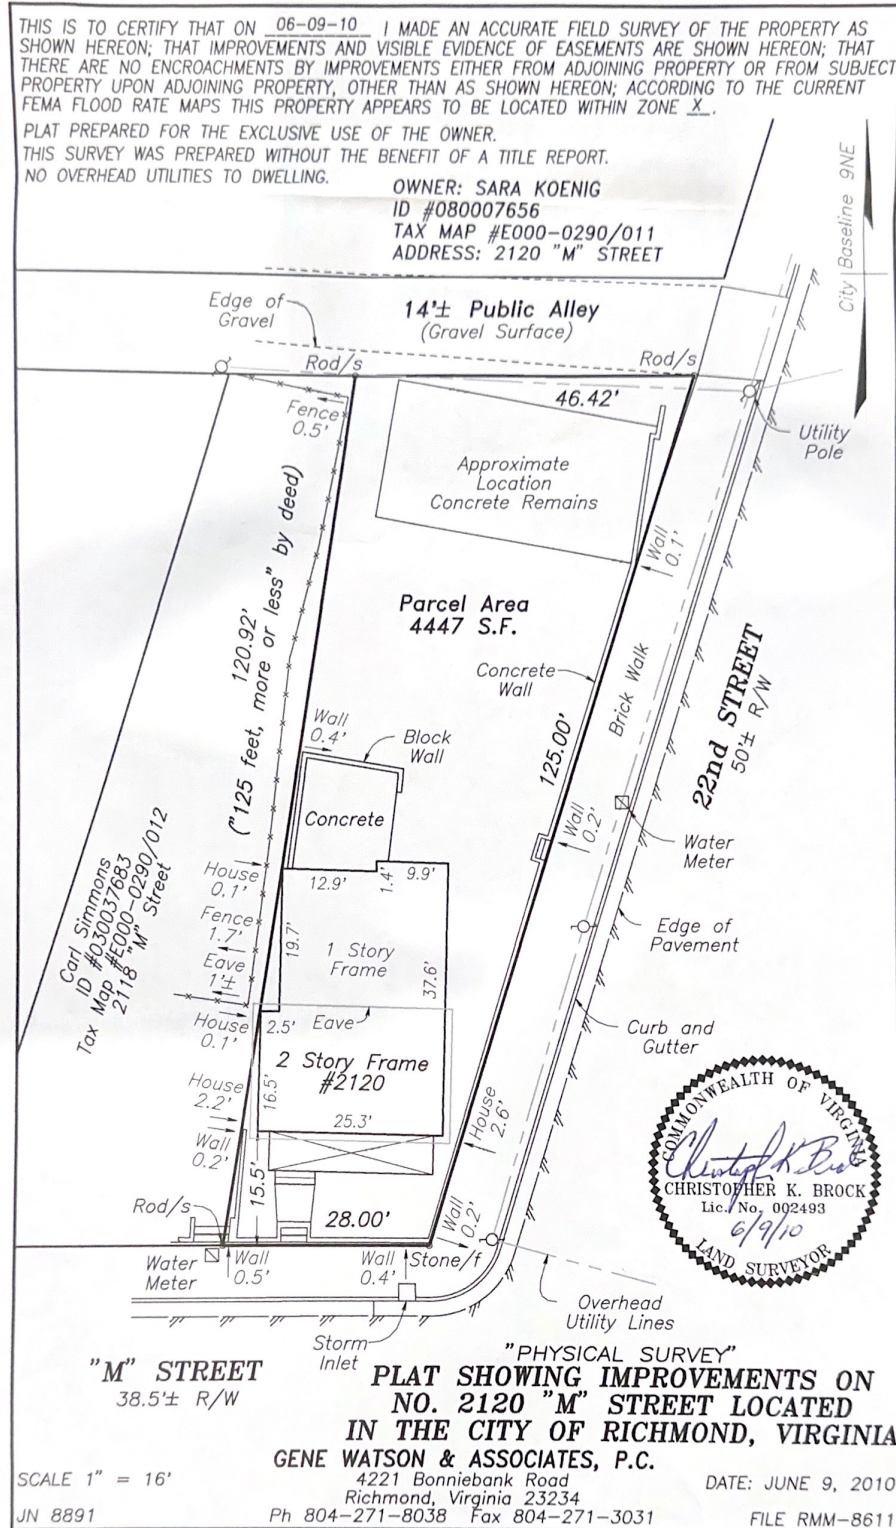 THIS IS TO CERTIFY THAT ON 06-09-10 I MADE AN ACCURATE FIELD SURVEY OF THE PROPERTY AS
SHOWN HEREON; THAT IMPROVEMENTS AND VISIBLE EVIDENCE OF EASEMENTS ARE SHOWN HEREON; THAT
THERE ARE NO ENCROACHMENTS BY IMPROVEMENTS EITHER FROM ADJOINING PROPERTY OR FROM SUBJECT
PROPERTY UPON ADJOINING PROPERTY, OTHER THAN AS SHOWN HEREON; ACCORDING TO THE CURRENT
FEMA FLOOD RATE MAPS THIS PROPERTY APPEARS TO BE LOCATED WITHIN ZONE X.
PLAT PREPARED FOR THE EXCLUSIVE USE OF THE OWNER.
THIS SURVEY WAS PREPARED WITHOUT THE BENEFIT OF A TITLE REPORT.
NO OVERHEAD UTILITIES TO DWELLING.
OWNER: SARA KOENIG
ID #080007656
TAX MAP #E000-0290/011
ADDRESS: 2120 "M" STREET
City Baseline 9NE
Edge of
Gravel
14'± Public Alley
(Gravel Surface)
Rod/s
Rod/s
46.42'
Fence
0.5'
Utility
Pole
Approximate
Location
Concrete Remains
Wall
0.1'
120.92'
("125 feet, more or less" by deed)
Parcel Area
4447 S.F.
Concrete
Wall
Brick Walk
22nd STREET
50'± R/W
125.00'
Wall
0.4'
Block
Wall
Concrete
Wall
0.2'
Water
Meter
Carl Simmons
ID #030037683
Tax Map #E000-0290/012
2118 "M" Street
House
0.1'
12.9'
1.4'
9.9'
Fence
1.7'
19.7'
1 Story
Frame
37.6'
Edge of
Pavement
Eave
1'±
House
0.1'
2.5'
Eave
Curb and
Gutter
2 Story Frame
#2120
16.5'
25.3'
House
2.2'
House
2.6'
Wall
0.2'
15.5'
Rod/s
28.00'
Wall
0.2'
COMMONWEALTH OF VIRGINIA
Christoph K Brock
CHRISTOPHER K. BROCK
Lic. No. 002493
6/9/10
LAND SURVEYOR
Water
Meter
Wall
0.5'
Wall
0.4'
Stone/f
Overhead
Utility Lines
Storm
Inlet
"M" STREET
38.5'± R/W
"PHYSICAL SURVEY"
PLAT SHOWING IMPROVEMENTS ON
NO. 2120 "M" STREET LOCATED
IN THE CITY OF RICHMOND, VIRGINIA
GENE WATSON & ASSOCIATES, P.C.
4221 Bonniebank Road
Richmond, Virginia 23234
Ph 804-271-8038 Fax 804-271-3031
SCALE 1" = 16'
JN 8891
DATE: JUNE 9, 2010
FILE RMM-8611